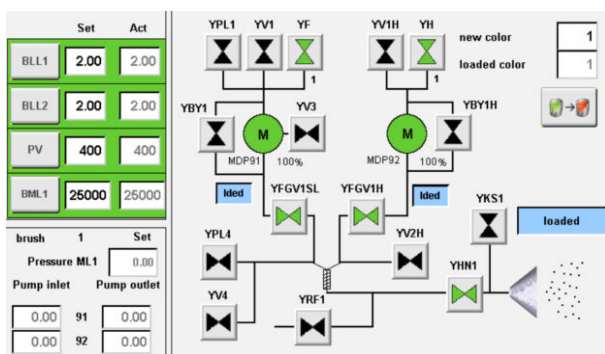 Set Act
BLL1 2.00 2.00
BLL2 2.00 2.00
PV 400 400
BML1 25000 25000
brush 1 Set
Pressure ML1 0.00
Pump inlet Pump outlet
0.00 91 0.00
0.00 92 0.00
YPL1 YV1 YF YV1H YH
1 1
YBY1 M YV3 M YBY1H
MDP91 100% MDP92 100%
lded lded
YFGV1SL YFGV1H
YKS1
loaded
YPL4 YV2H
YHN1
YV4 YRF1
new color 1
loaded color 1